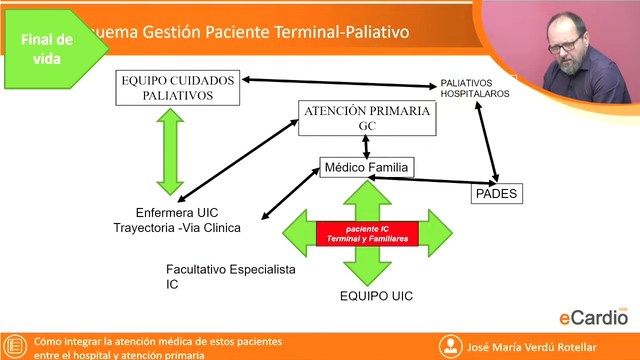 Final de
vida
uema Gestión Paciente Terminal-Paliativo
EQUIPO CUIDADOS
PALIATIVOS
PALIATIVOS
HOSPITALAROS
ATENCIÓN PRIMARIA
GC
Médico Familia
PADES
Enfermera UIC
Trayectoria -Via Clinica
paciente IC
Terminal y Familiares
Facultativo Especialista
IC
EQUIPO UIC
eCardio
Cómo integrar la atención médica de estos pacientes
entre el hospital y atención primaria
José María Verdú Rotellar